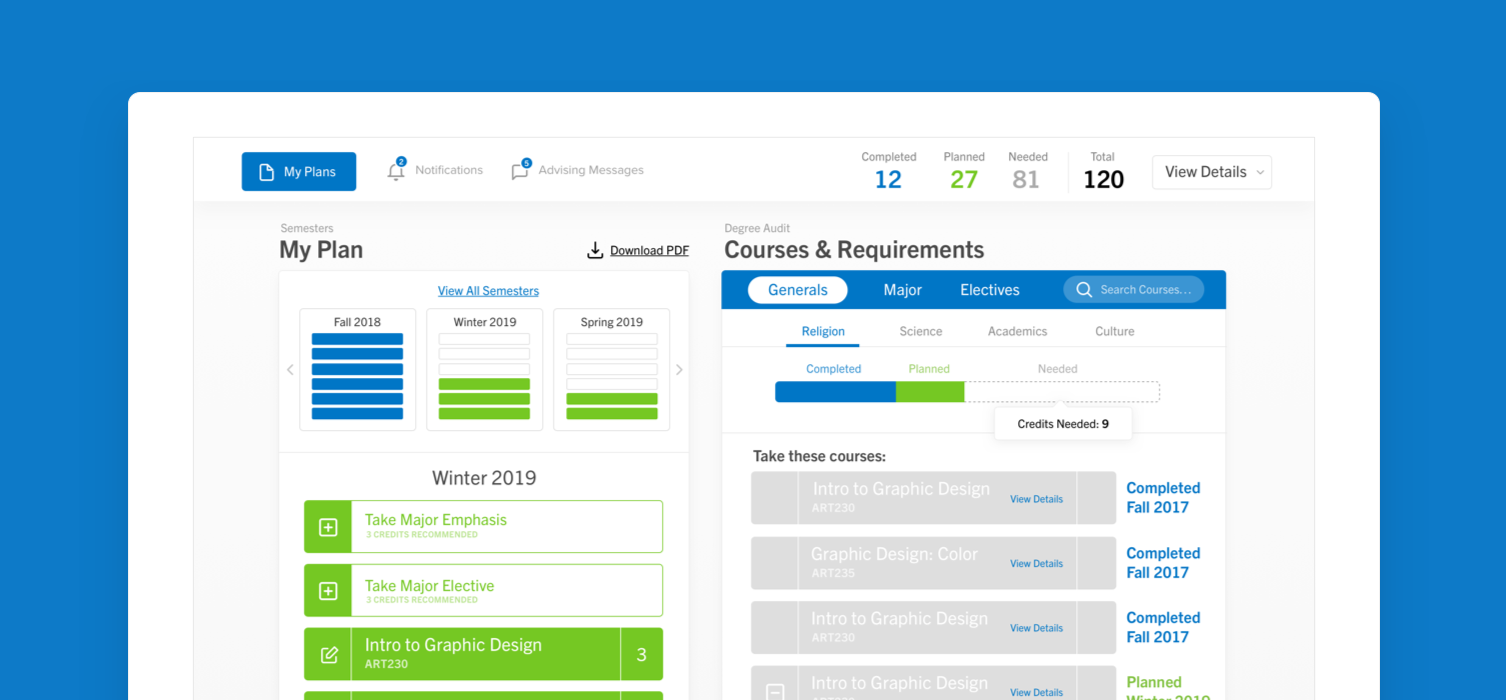 My Plans
2
Notifications
5
Advising Messages
Completed
12
Planned
27
Needed
81
Total
120
View Details
Semesters
My Plan
Download PDF
View All Semesters
Fall 2018
Winter 2019
Spring 2019
Winter 2019
Take Major Emphasis
3 CREDITS RECOMMENDED
Take Major Elective
3 CREDITS RECOMMENDED
Intro to Graphic Design
ART230
3
Degree Audit
Courses & Requirements
Generals
Major
Electives
Search Courses...
Religion
Science
Academics
Culture
Completed
Planned
Needed
Credits Needed: 9
Take these courses:
Intro to Graphic Design
ART230
View Details
Completed
Fall 2017
Graphic Design: Color
ART235
View Details
Completed
Fall 2017
Intro to Graphic Design
ART230
View Details
Completed
Fall 2017
Intro to Graphic Design
ART230
View Details
Planned
Winter 2019